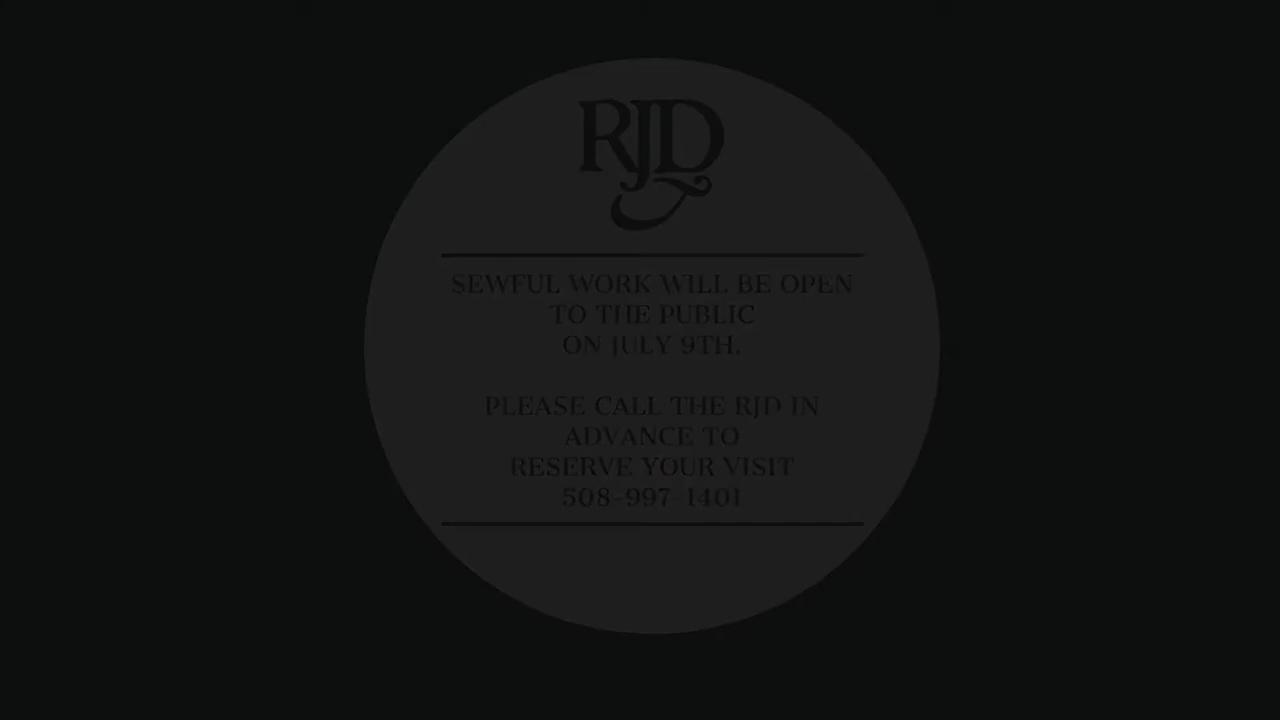 RJD
SEWFUL WORK WILL BE OPEN
TO THE PUBLIC
ON JULY 9TH.
PLEASE CALL THE RJD IN
ADVANCE TO
RESERVE YOUR VISIT
508-997-1401